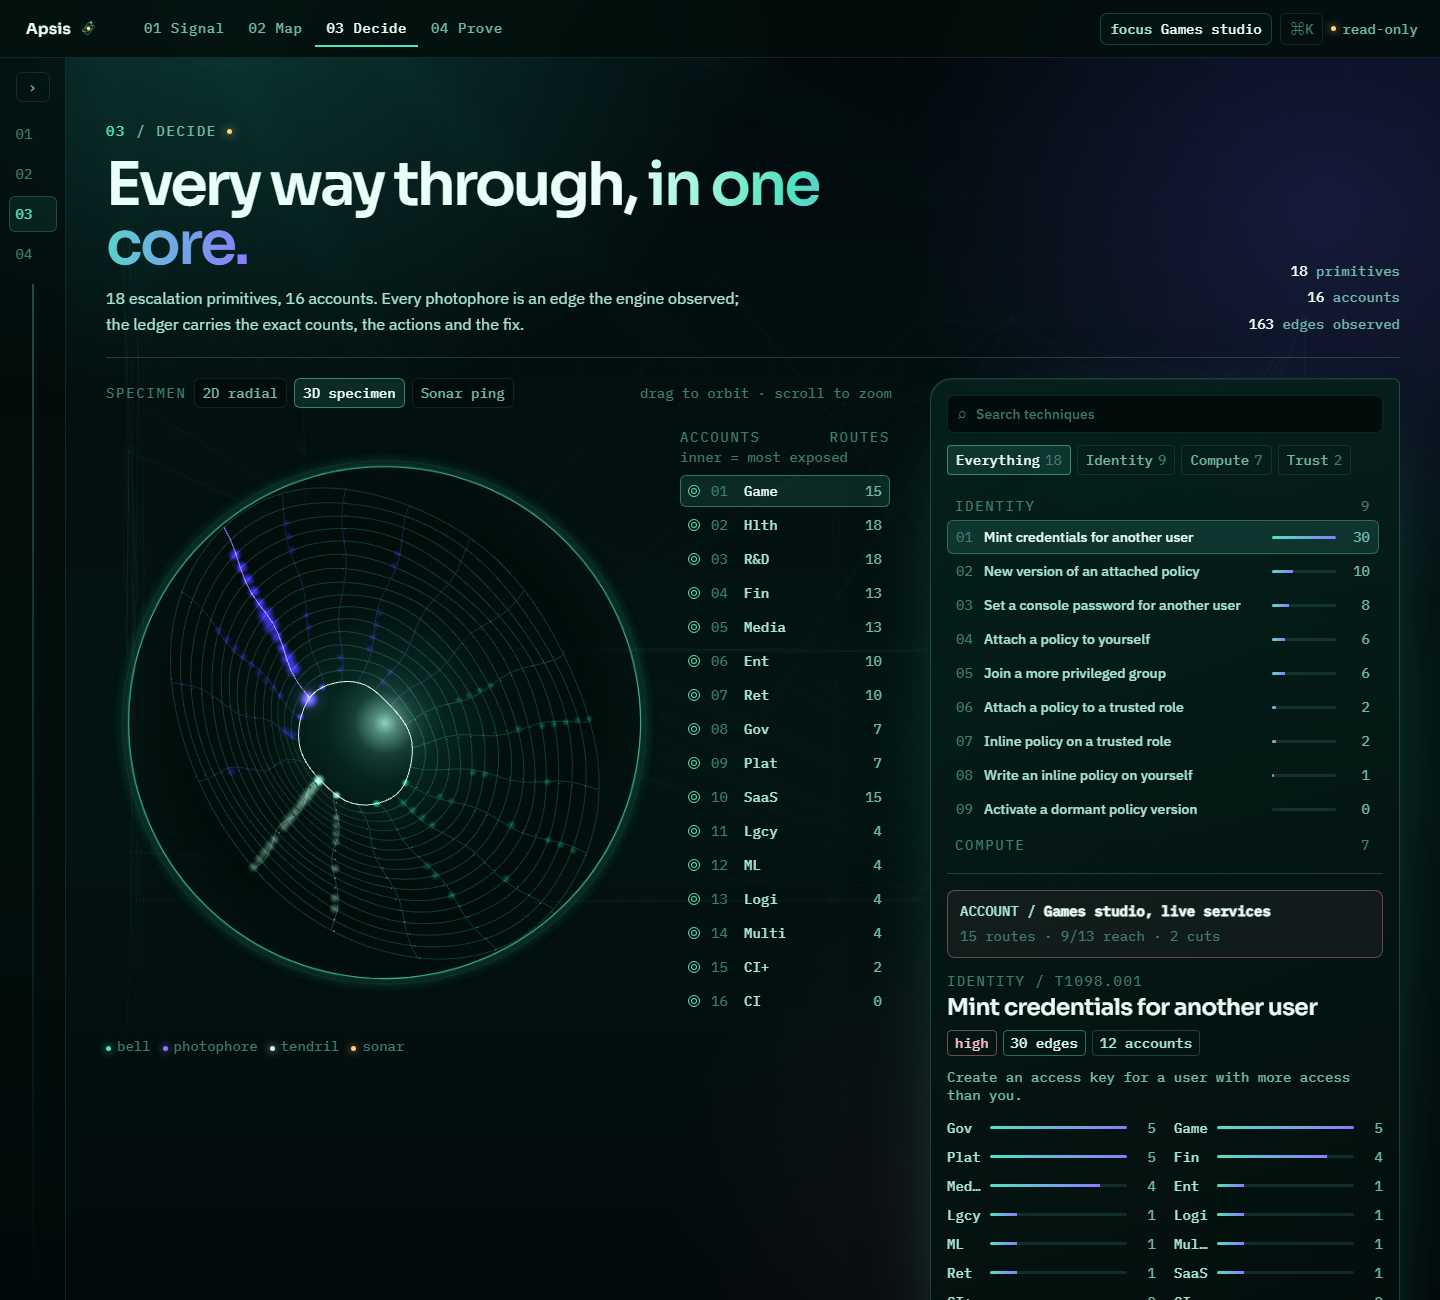 Apsis
01 Signal
02 Map
03 Decide
04 Prove
focus Games studio
⌘K
read-only
›
01
02
03
04
03 / DECIDE
Every way through, in one
core.
18 escalation primitives, 16 accounts. Every photophore is an edge the engine observed;
the ledger carries the exact counts, the actions and the fix.
18 primitives
16 accounts
163 edges observed
SPECIMEN
2D radial
3D specimen
Sonar ping
drag to orbit · scroll to zoom
ACCOUNTS ROUTES
inner = most exposed
01 Game 15
02 Hlth 18
03 R&D 18
04 Fin 13
05 Media 13
06 Ent 10
07 Ret 10
08 Gov 7
09 Plat 7
10 SaaS 15
11 Lgcy 4
12 ML 4
13 Logi 4
14 Multi 4
15 CI+ 2
16 CI 0
bell photophore tendril sonar
Search techniques
Everything 18
Identity 9
Compute 7
Trust 2
IDENTITY 9
01 Mint credentials for another user 30
02 New version of an attached policy 10
03 Set a console password for another user 8
04 Attach a policy to yourself 6
05 Join a more privileged group 6
06 Attach a policy to a trusted role 2
07 Inline policy on a trusted role 2
08 Write an inline policy on yourself 1
09 Activate a dormant policy version 0
COMPUTE 7
ACCOUNT / Games studio, live services
15 routes · 9/13 reach · 2 cuts
IDENTITY / T1098.001
Mint credentials for another user
high
30 edges
12 accounts
Create an access key for a user with more access
than you.
Gov 5 Game 5
Plat 5 Fin 4
Med… 4 Ent 1
Lgcy 1 Logi 1
ML 1 Mul… 1
Ret 1 SaaS 1